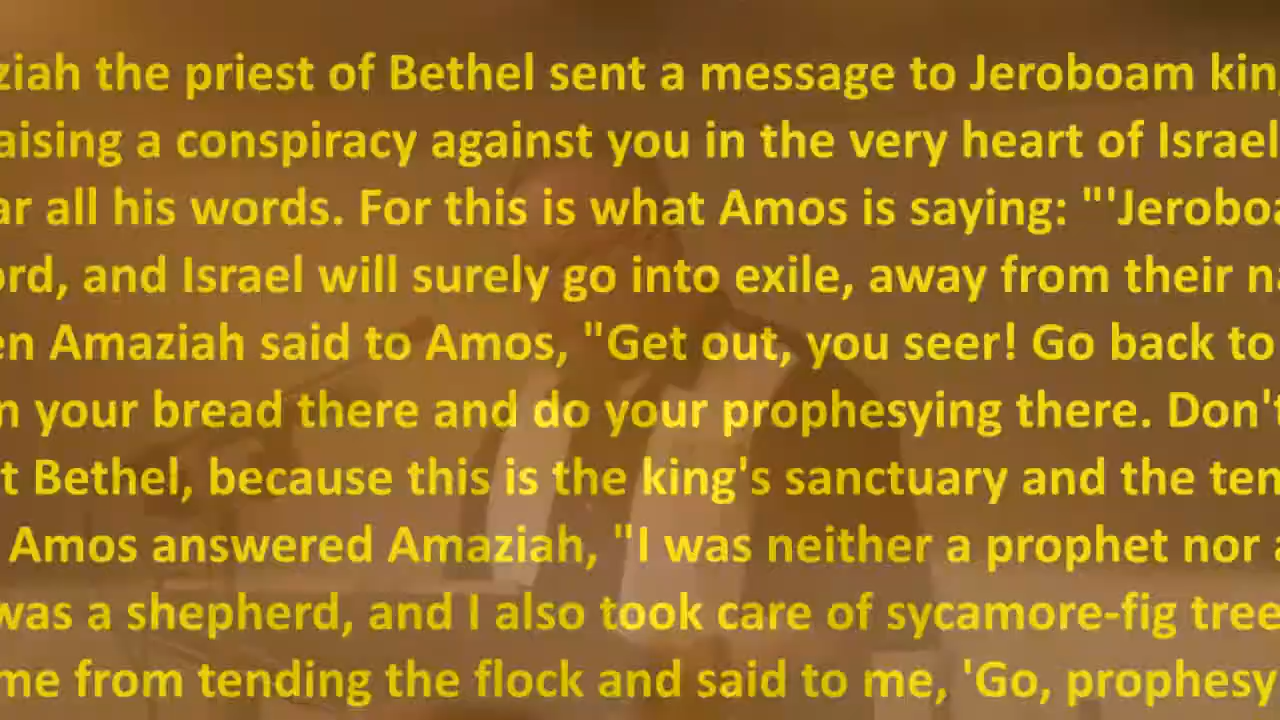 ziah the priest of Bethel sent a message to Jeroboam kin
aising a conspiracy against you in the very heart of Israel
ar all his words. For this is what Amos is saying: "'Jeroboa
ord, and Israel will surely go into exile, away from their na
en Amaziah said to Amos, "Get out, you seer! Go back to
n your bread there and do your prophesying there. Don't
t Bethel, because this is the king's sanctuary and the tem
Amos answered Amaziah, "I was neither a prophet nor a
was a shepherd, and I also took care of sycamore-fig tree
me from tending the flock and said to me, 'Go, prophesy